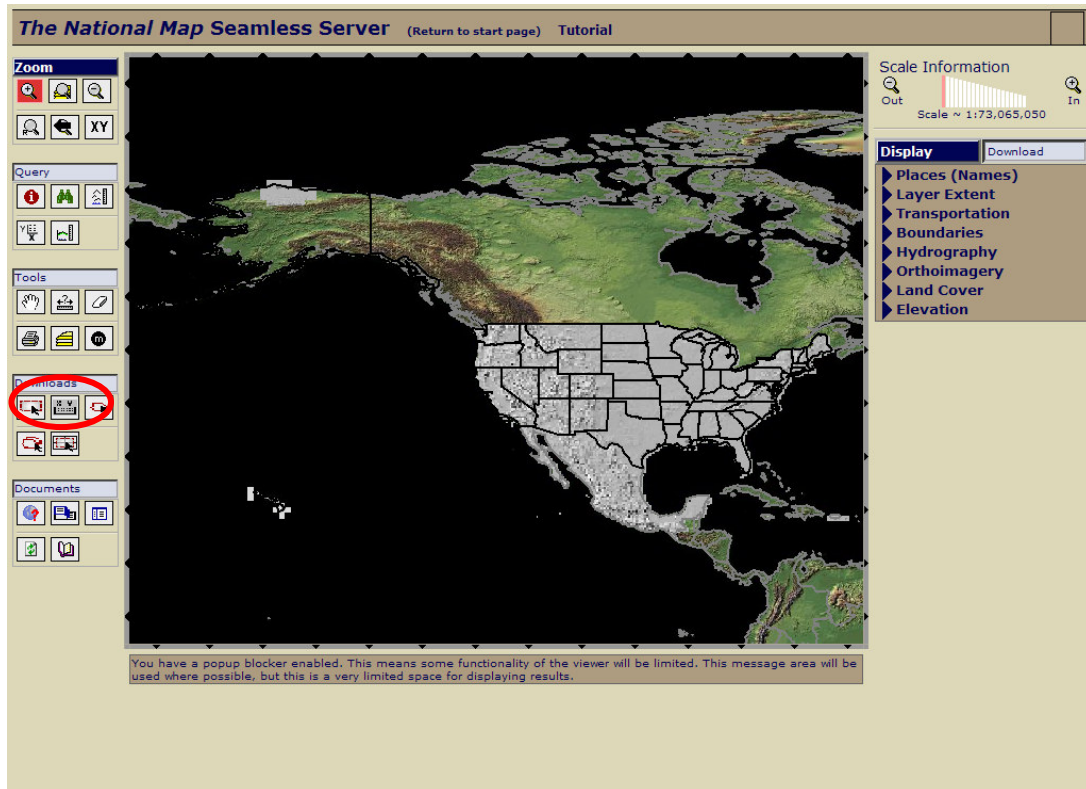 The National Map Seamless Server (Return to start page) Tutorial
Zoom
XY
Query
Tools
m
Downloads
Documents
You have a popup blocker enabled. This means some functionality of the viewer will be limited. This message area will be
used where possible, but this is a very limited space for displaying results.
Scale Information
Out
In
Scale ~ 1:73,065,050
Display
Download
Places (Names)
Layer Extent
Transportation
Boundaries
Hydrography
Orthoimagery
Land Cover
Elevation